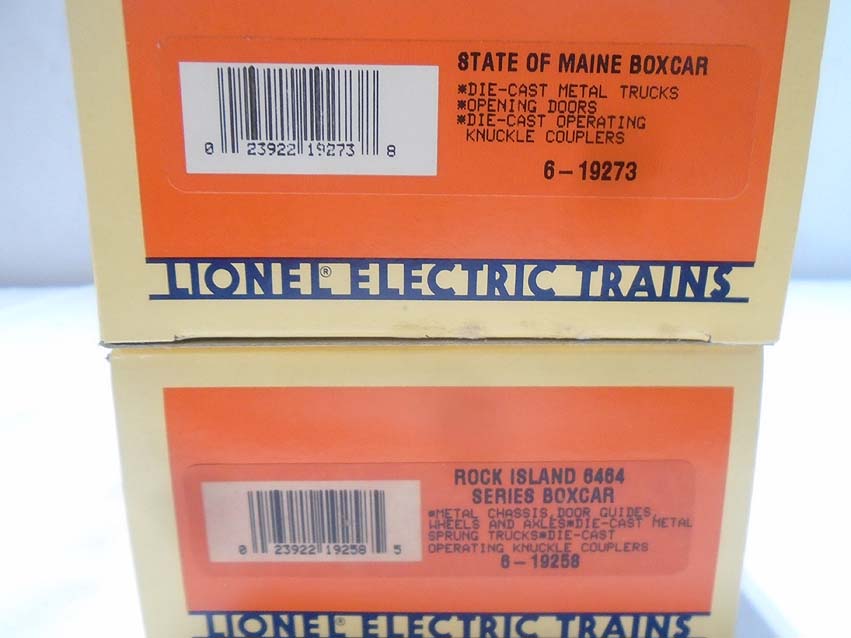 STATE OF MAINE BOXCAR
*DIE-CAST METAL TRUCKS
*OPENING DOORS
*DIE-CAST OPERATING
KNUCKLE COUPLERS
0 23922 19273 8
6-19273
LIONEL® ELECTRIC TRAINS
ROCK ISLAND 6464
SERIES BOXCAR
*METAL CHASSIS, DOOR GUIDES,
WHEELS AND AXLES*DIE-CAST METAL
SPRUNG TRUCKS*DIE-CAST
OPERATING KNUCKLE COUPLERS
0 23922 19258 5
6-19258
LIONEL® ELECTRIC TRAINS